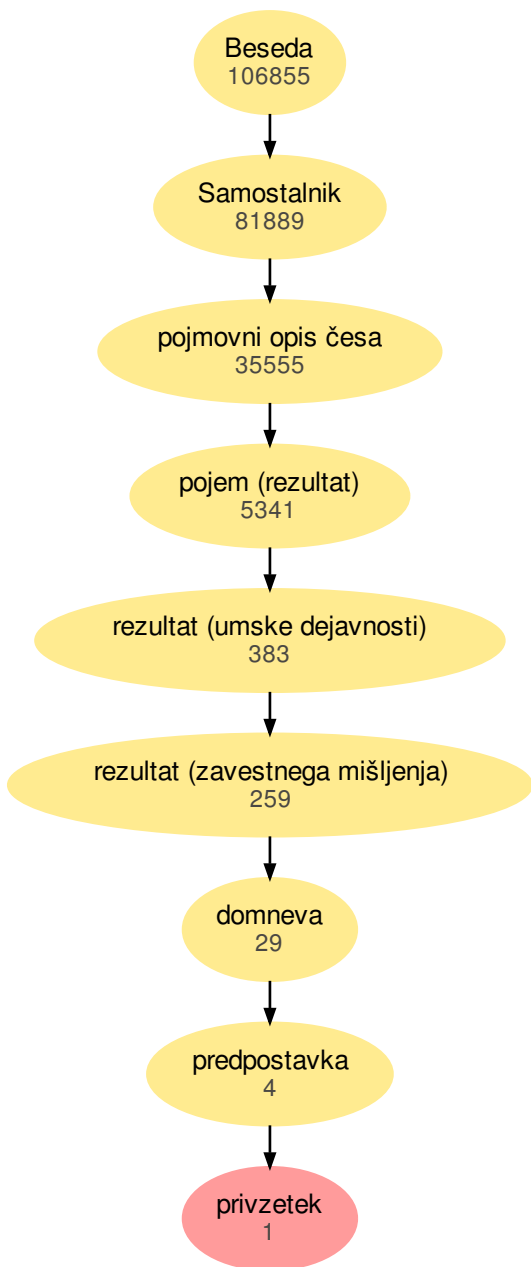 Beseda
106855
Samostalnik
81889
pojmovni opis česa
35555
pojem (rezultat)
5341
rezultat (umske dejavnosti)
383
rezultat (zavestnega mišljenja)
259
domneva
29
predpostavka
4
privzetek
1